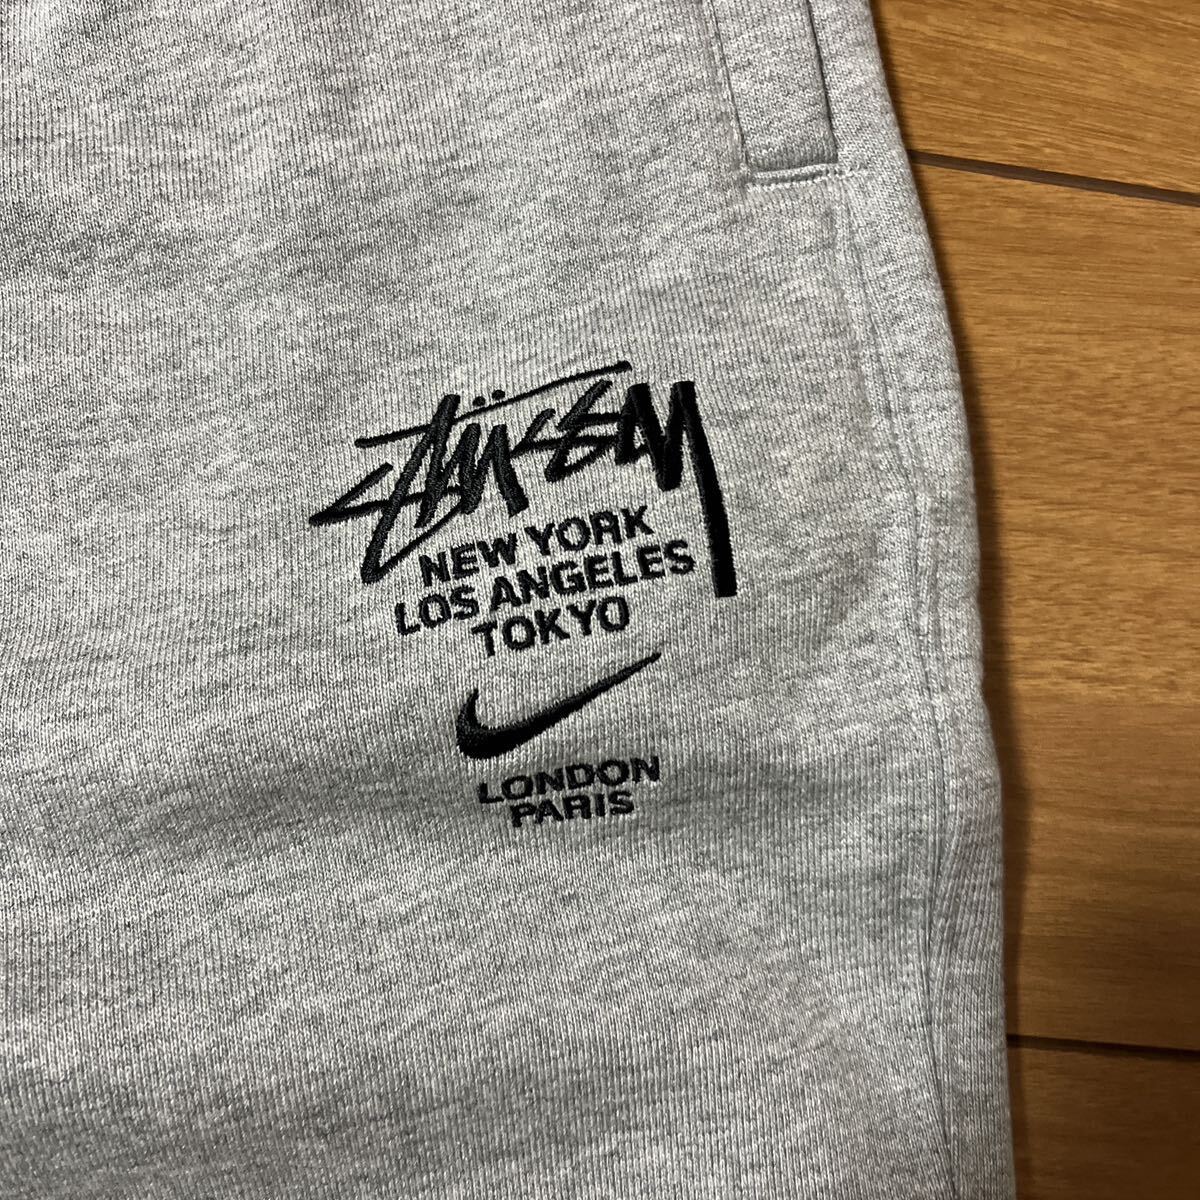 STÜSSY
NEW YORK
LOS ANGELES
TOKYO
LONDON
PARIS